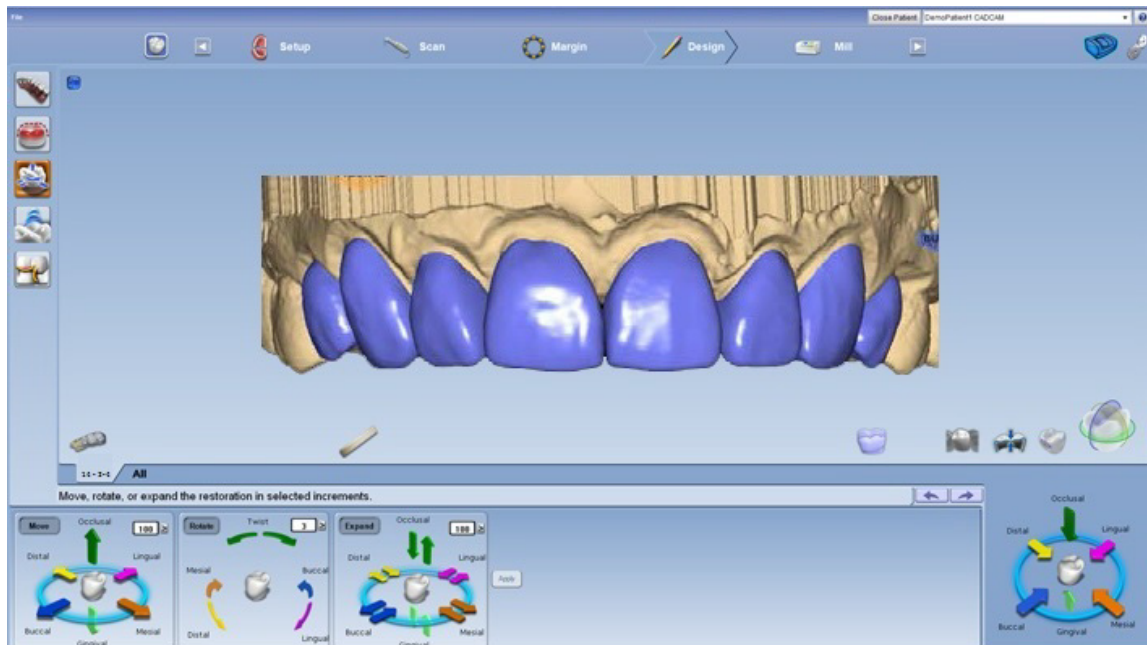 File
Close Patient DemoPatient1 CADCAM
Setup Scan Margin Design Mill
All
Move, rotate, or expand the restoration in selected increments.
Move Occlusal 100
Distal Lingual
Buccal Mesial
Gingival
Rotate Twist 3
Mesial Buccal
Distal Lingual
Expand Occlusal 100
Distal Lingual
Buccal Mesial
Gingival
Apply
Occlusal
Distal Lingual
Buccal Mesial
Gingival